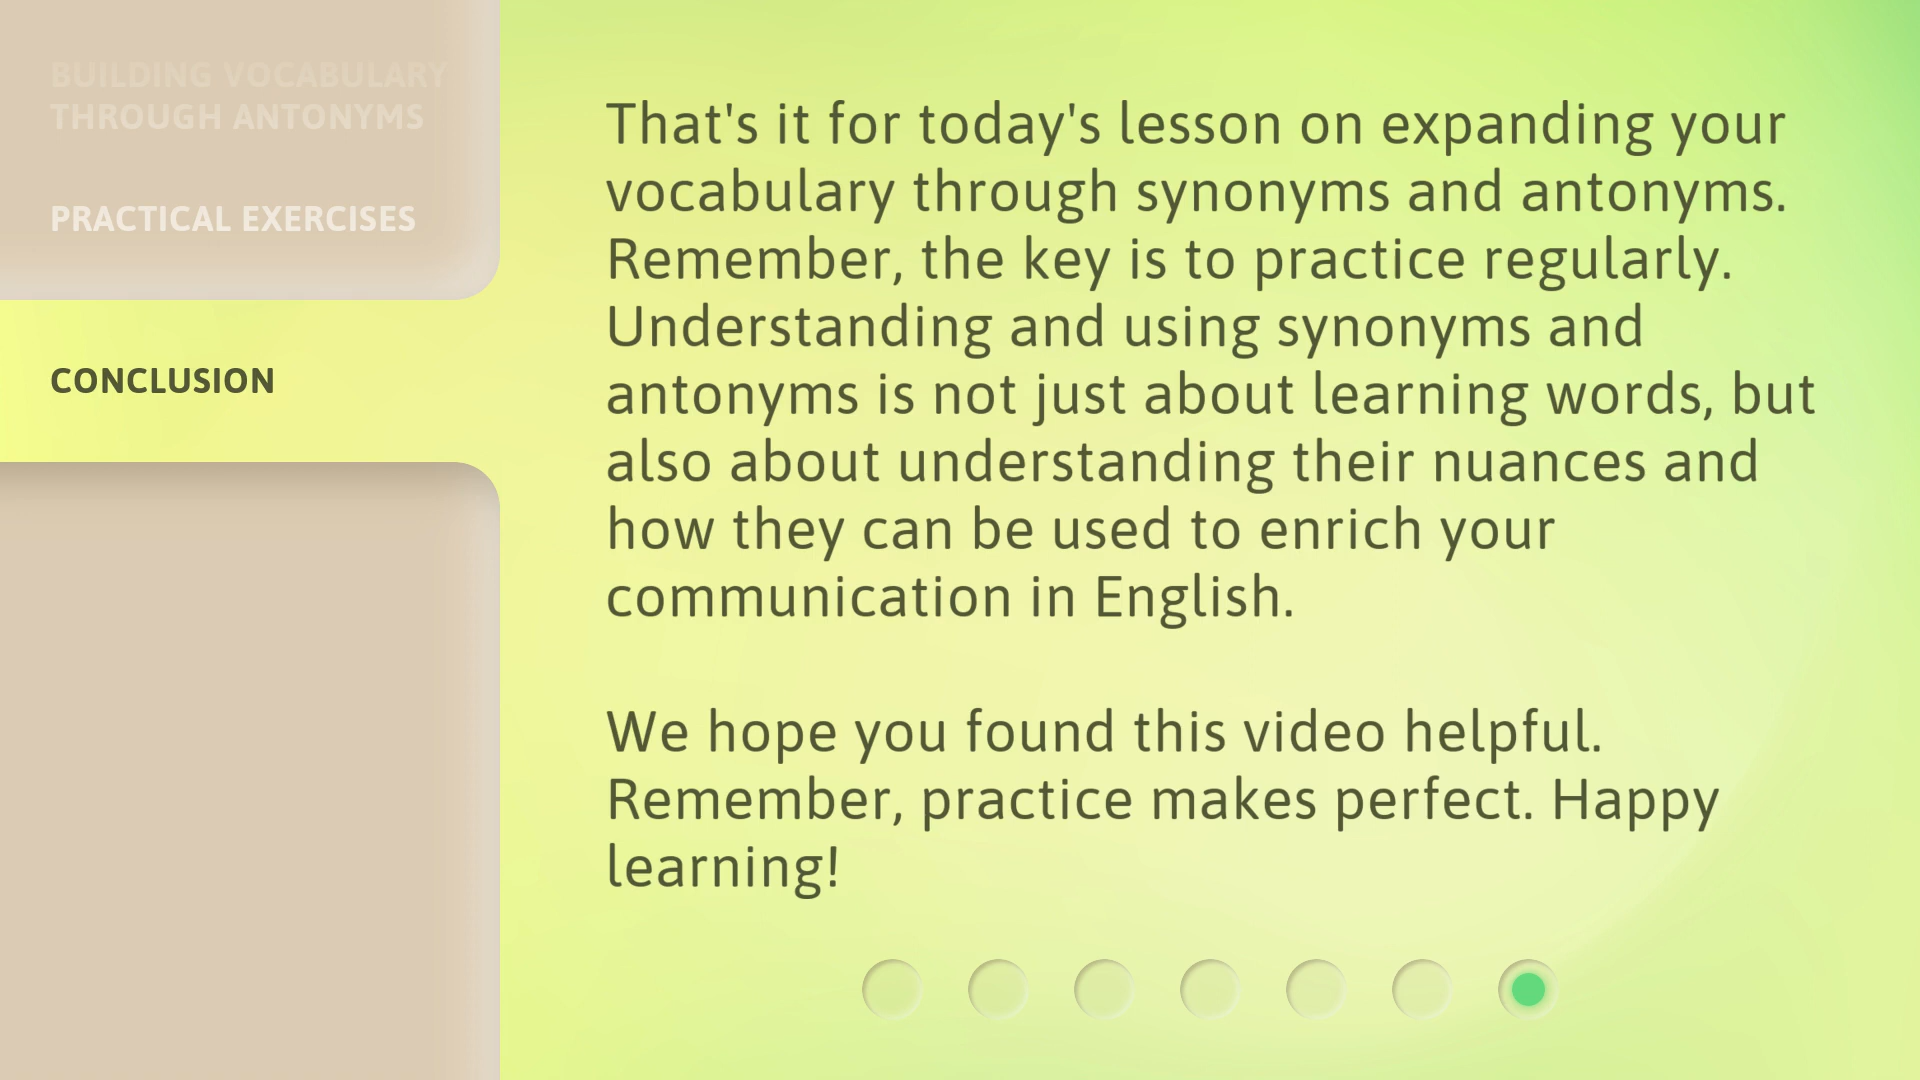 BUILDING VOCABULARY
THROUGH ANTONYMS
PRACTICAL EXERCISES
CONCLUSION
That's it for today's lesson on expanding your
vocabulary through synonyms and antonyms.
Remember, the key is to practice regularly.
Understanding and using synonyms and
antonyms is not just about learning words, but
also about understanding their nuances and
how they can be used to enrich your
communication in English.
We hope you found this video helpful.
Remember, practice makes perfect. Happy
learning!